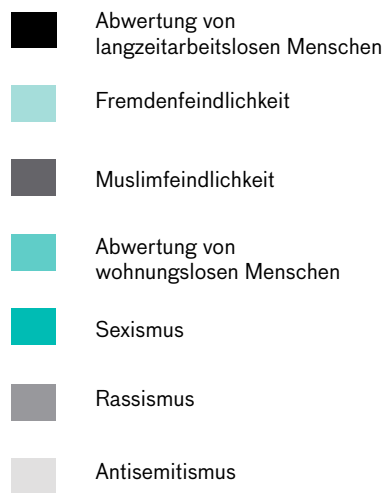 Abwertung von
langzeitarbeitslosen Menschen
Fremdenfeindlichkeit
Muslimfeindlichkeit
Abwertung von
wohnungslosen Menschen
Sexismus
Rassismus
Antisemitismus